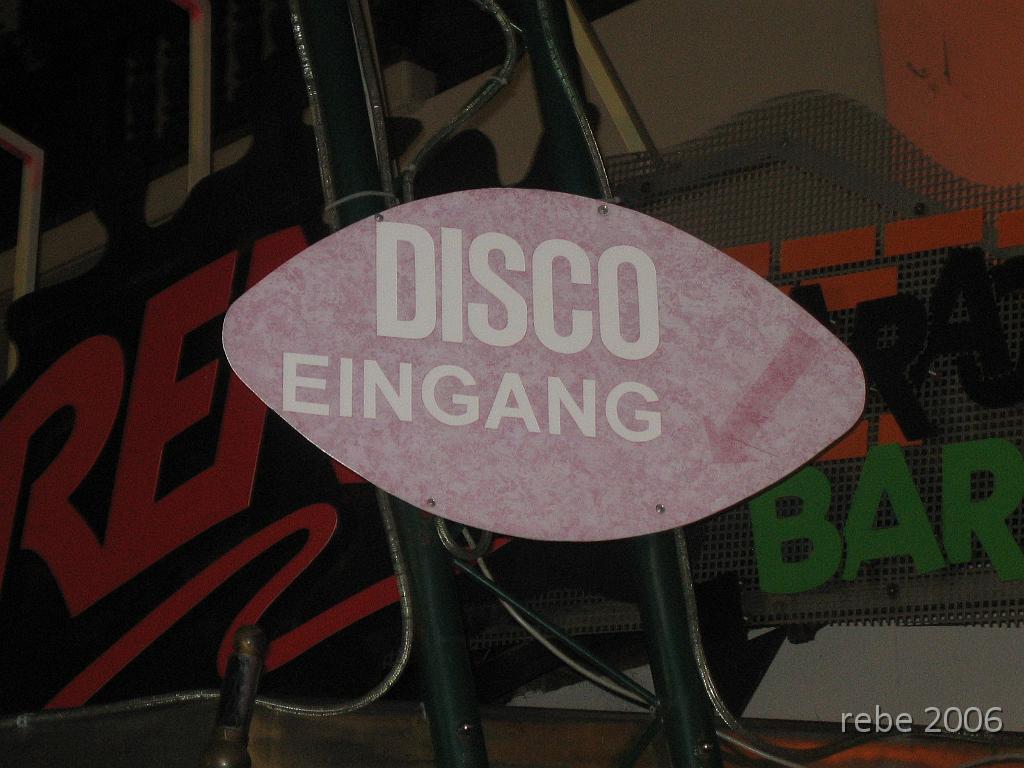 DISCO
EINGANG
BAR
rebe 2006